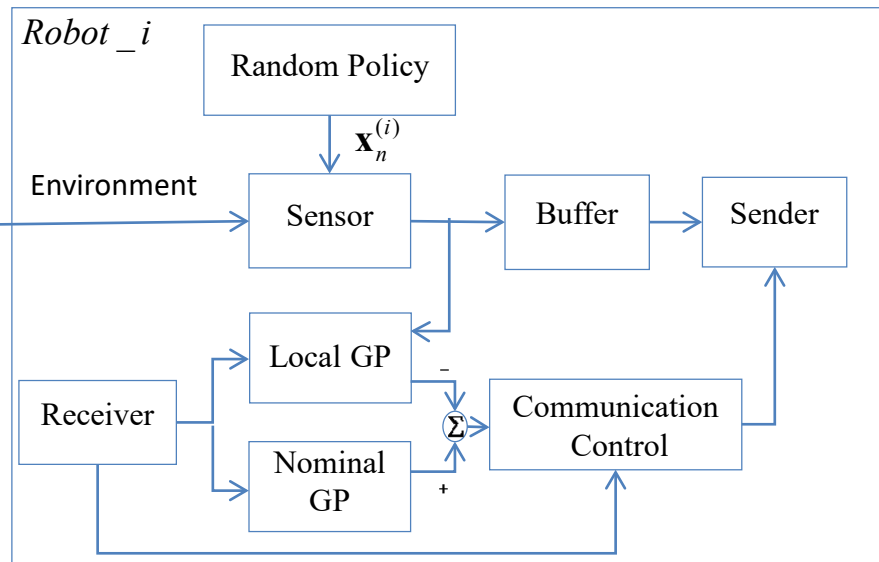 Robot _ i
Random Policy
x_n^(i)
Environment
Sensor
Buffer
Sender
Local GP
−
Receiver
Σ
Communication
Control
Nominal
GP
+